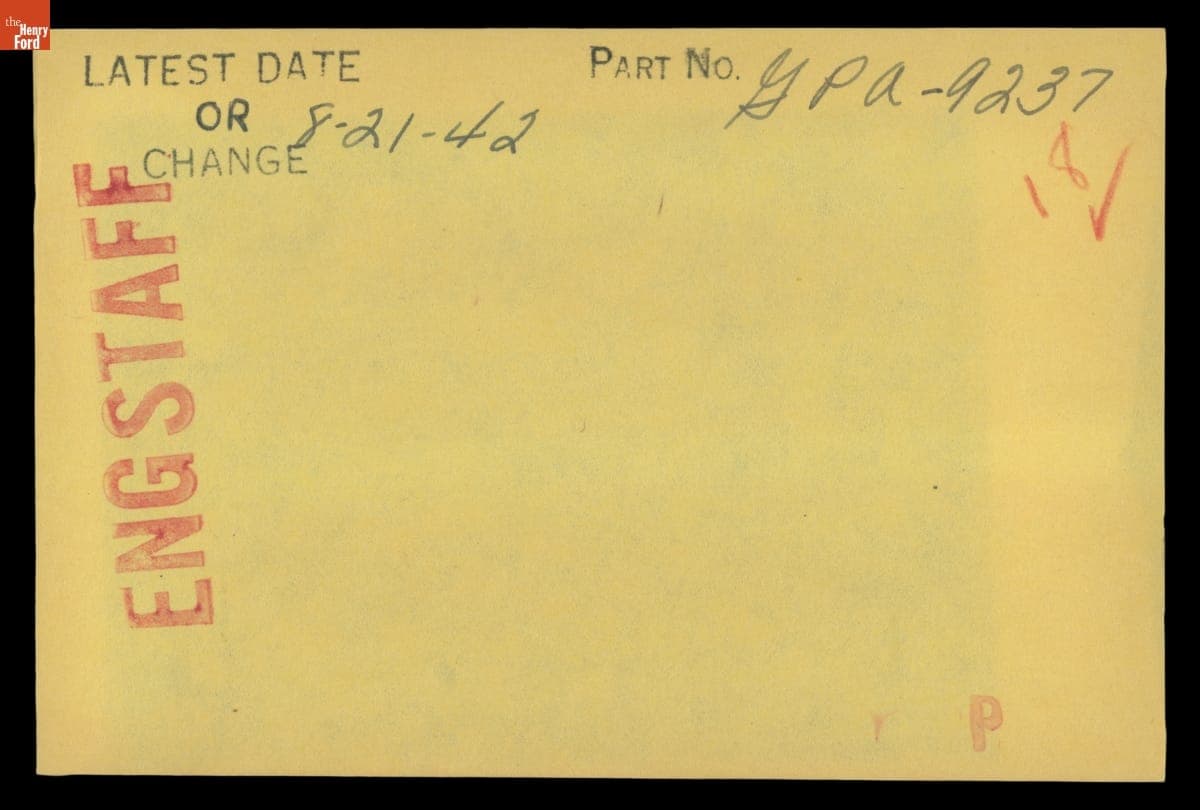 the
Henry
Ford
LATEST DATE
OR
CHANGE 8-21-42
PART NO. GPA-9237
18✓
ENGSTAFF
P